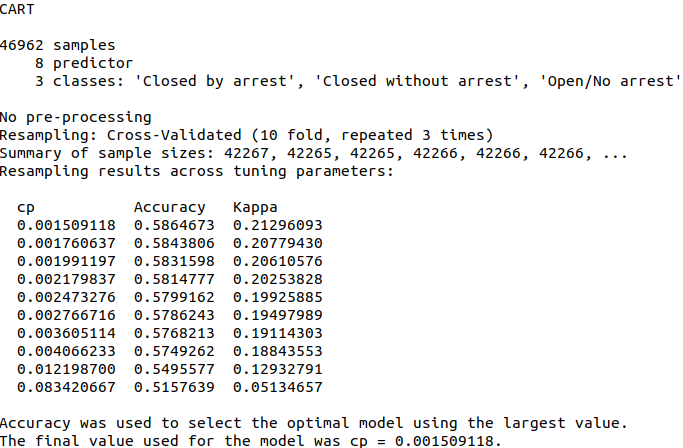 CART
46962 samples
8 predictor
3 classes: 'Closed by arrest', 'Closed without arrest', 'Open/No arrest'
No pre-processing
Resampling: Cross-Validated (10 fold, repeated 3 times)
Summary of sample sizes: 42267, 42265, 42265, 42266, 42266, 42266, ...
Resampling results across tuning parameters:
cp Accuracy Kappa
0.001509118 0.5864673 0.21296093
0.001760637 0.5843806 0.20779430
0.001991197 0.5831598 0.20610576
0.002179837 0.5814777 0.20253828
0.002473276 0.5799162 0.19925885
0.002766716 0.5786243 0.19497989
0.003605114 0.5768213 0.19114303
0.004066233 0.5749262 0.18843553
0.012198700 0.5495577 0.12932791
0.083420667 0.5157639 0.05134657
Accuracy was used to select the optimal model using the largest value.
The final value used for the model was cp = 0.001509118.